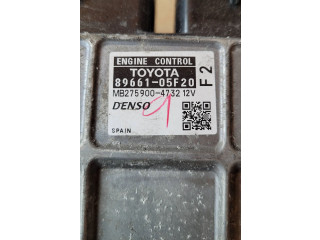 ENGINE CONTROL
TOYOTA
89661-05F20
F2
MB275900-4732 12V
DENSO
SPAIN